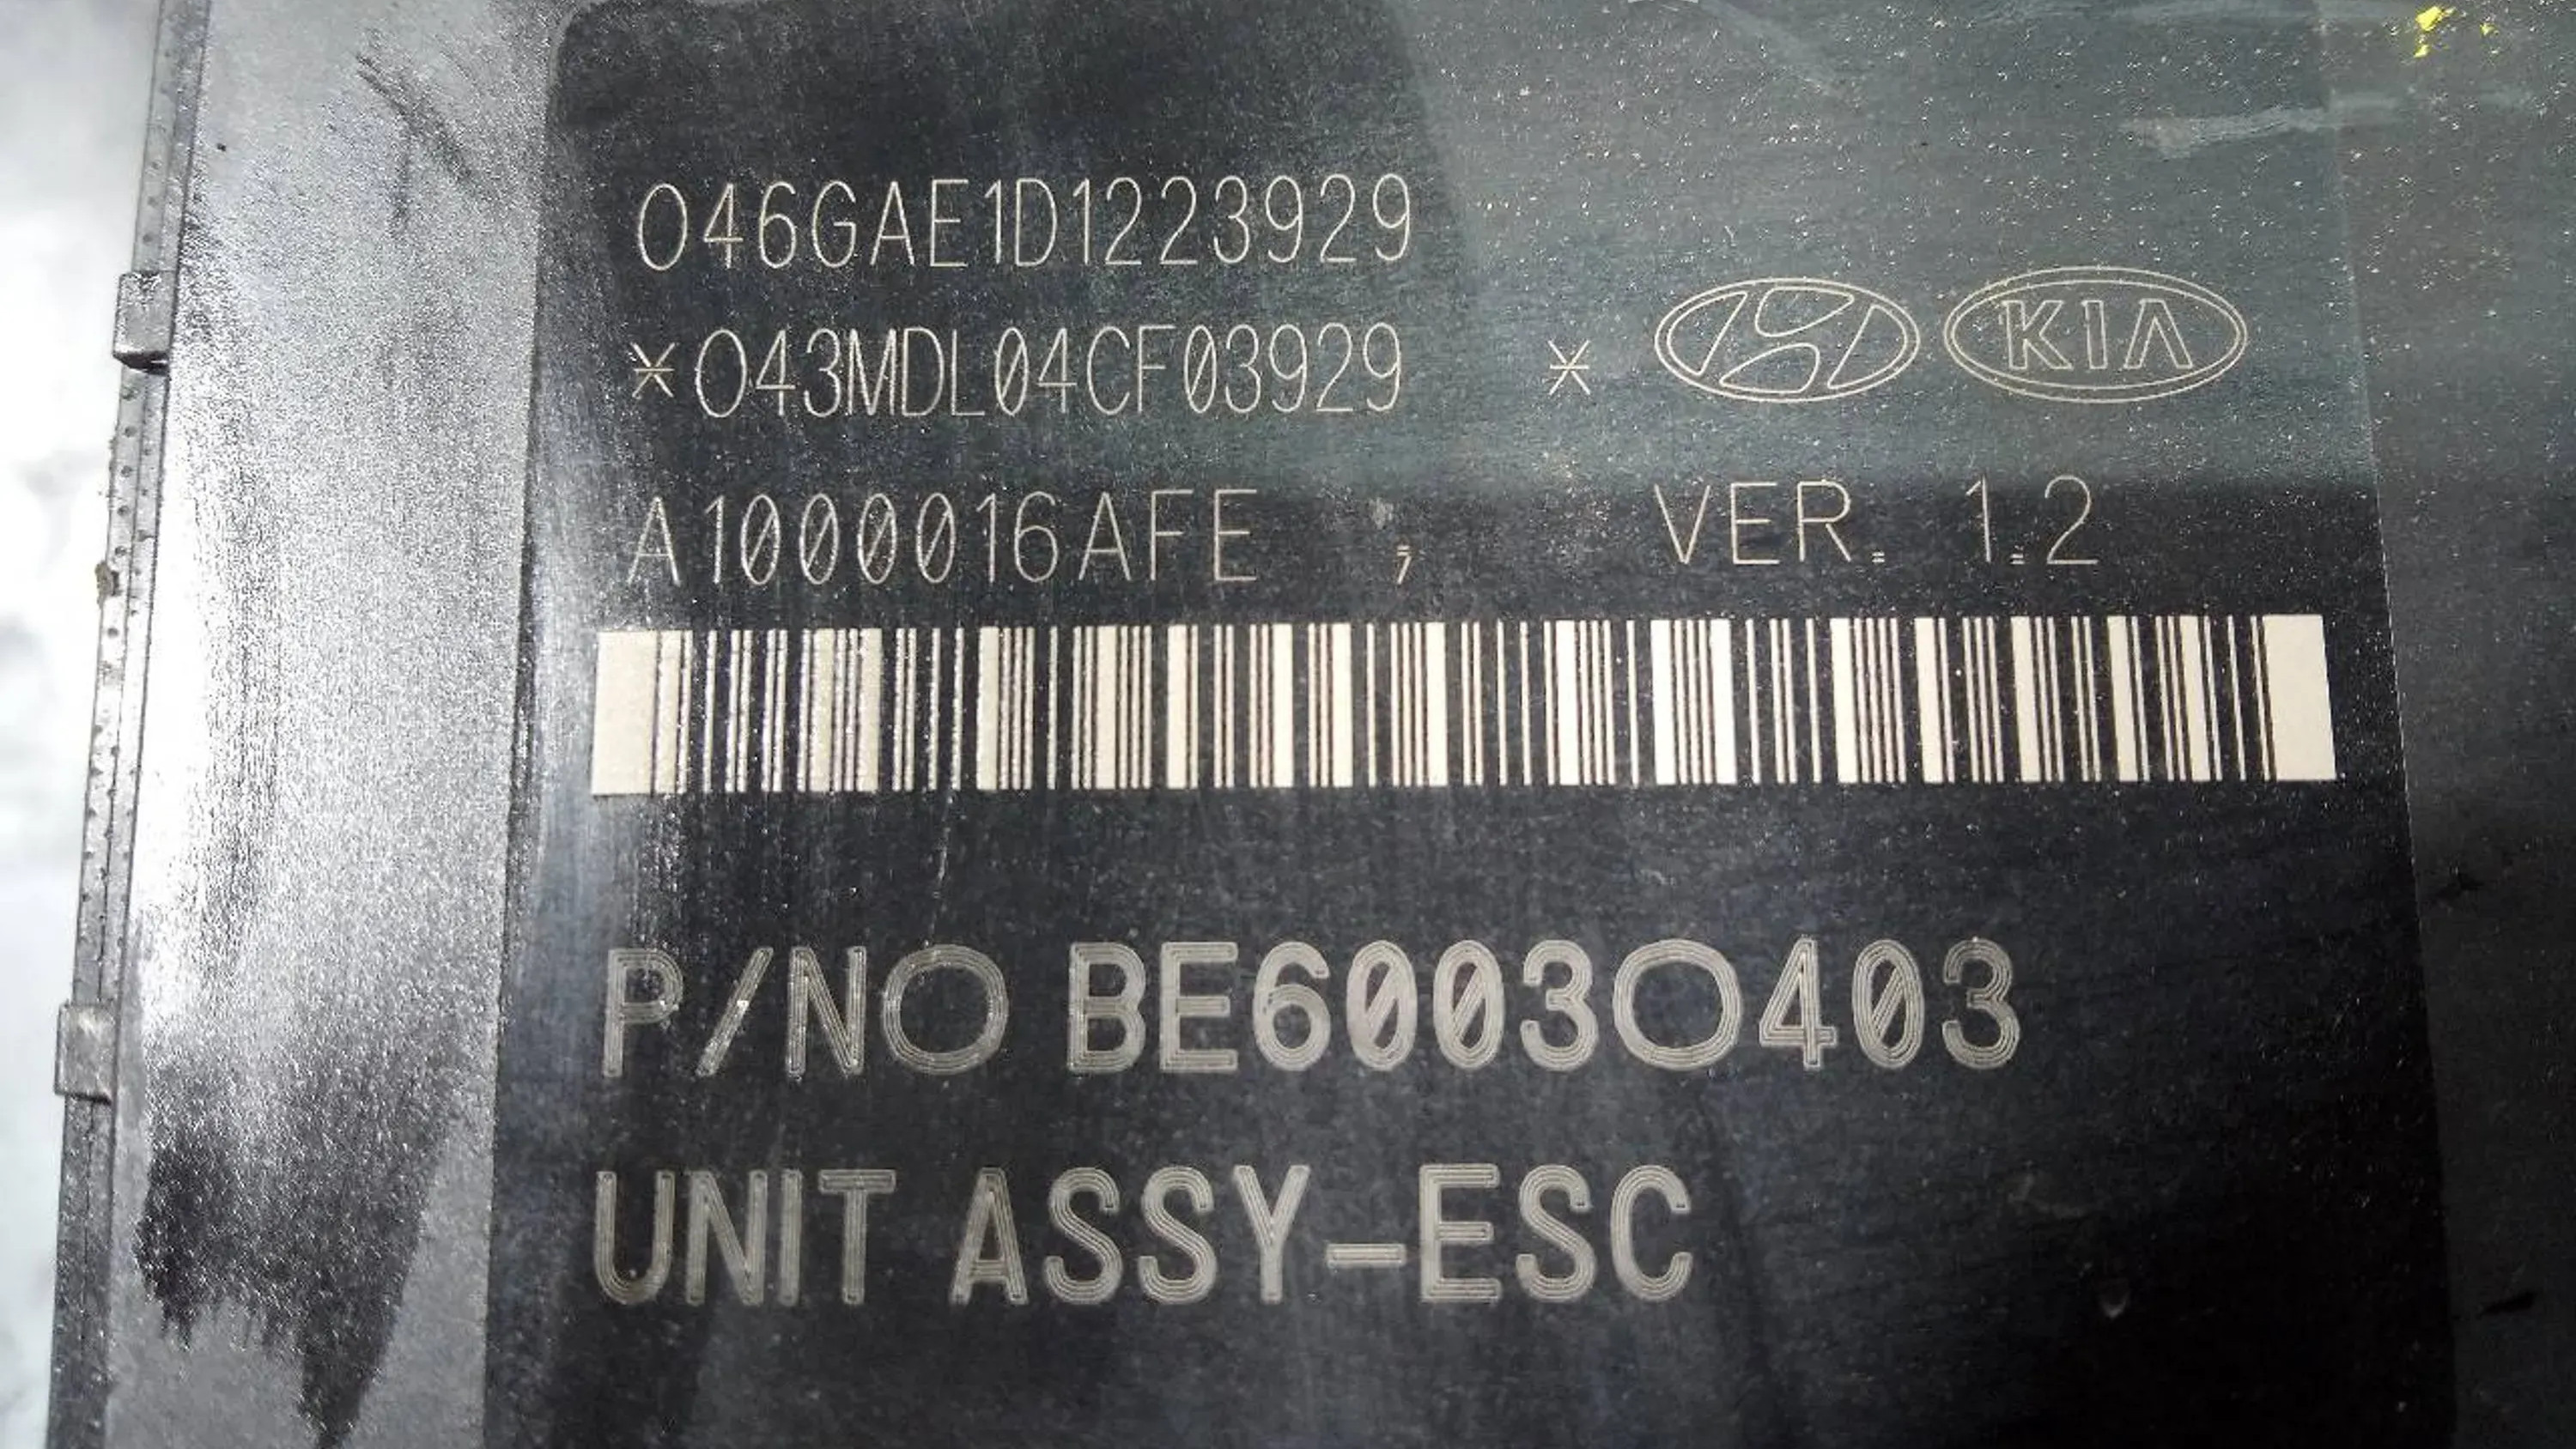 O46GAE1D1223929
*O43MDL04CF03929 * KIA
A1000016AFE ; VER. 1.2
P/NO BE6003O403
UNIT ASSY-ESC